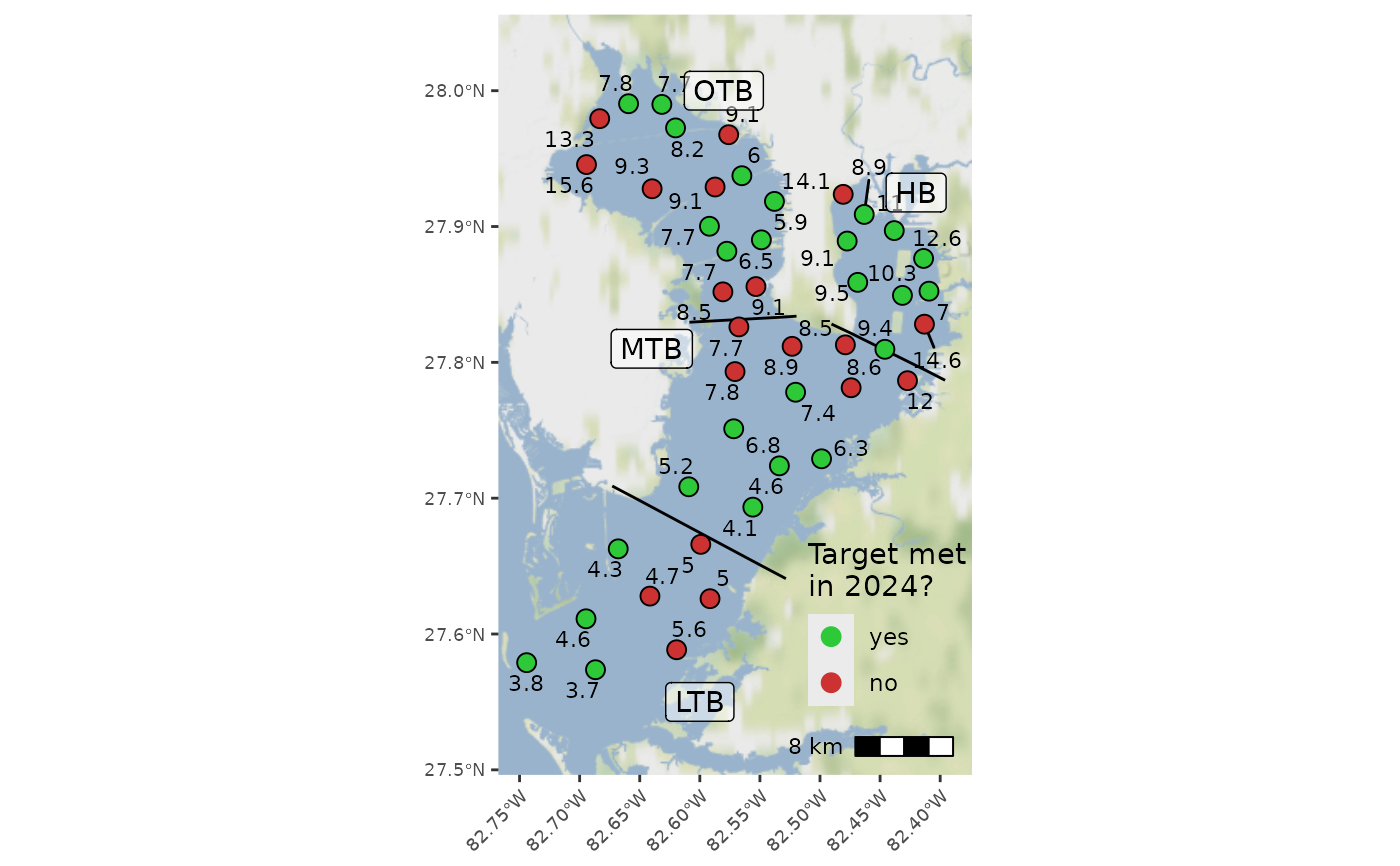 28.0°N
27.9°N
27.8°N
27.7°N
27.6°N
27.5°N
7.8
7.7
OTB
9.1
13.3
8.2
6
9.3
15.6
14.1
8.9
HB
9.1
11
5.9
7.7
12.6
6.5
9.1
7.7
10.3
9.5
9.1
8.5
7
8.5
9.4
MTB
7.7
8.9
8.6
14.6
7.8
12
7.4
6.8
6.3
5.2
4.6
4.1
4.3
5
4.7
5
5.6
4.6
3.8
3.7
LTB
Target met
in 2024?
yes
no
8 km
82.75°W
82.70°W
82.65°W
82.60°W
82.55°W
82.50°W
82.45°W
82.40°W